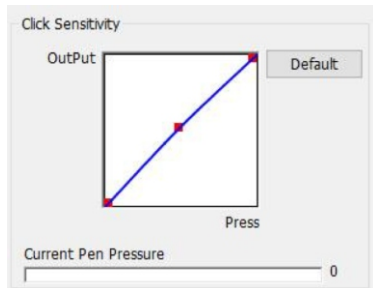 Click Sensitivity
OutPut
Default
Press
Current Pen Pressure
0